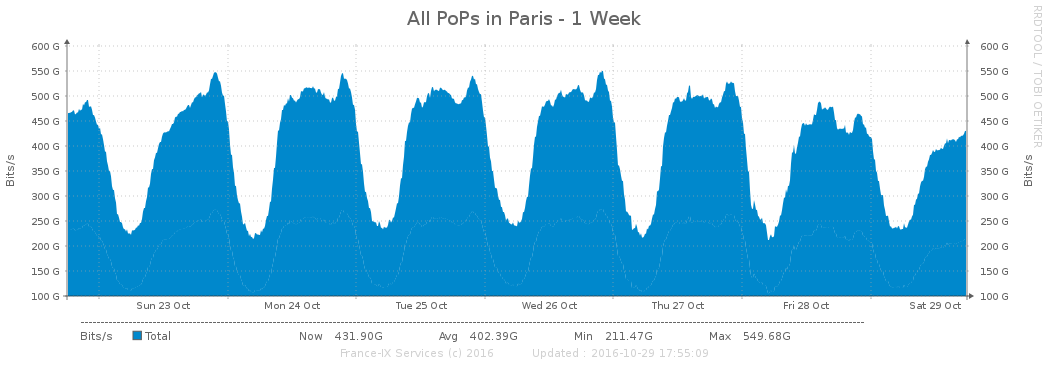 All PoPs in Paris - 1 Week
RRDTOOL / TOBI OETIKER
Bits/s
600 G 600 G
550 G 550 G
500 G 500 G
450 G 450 G
400 G 400 G
350 G 350 G
300 G 300 G
250 G 250 G
200 G 200 G
150 G 150 G
100 G 100 G
Bits/s
Sun 23 Oct Mon 24 Oct Tue 25 Oct Wed 26 Oct Thu 27 Oct Fri 28 Oct Sat 29 Oct
Bits/s Total Now 431.90G Avg 402.39G Min 211.47G Max 549.68G
France-IX Services (c) 2016 Updated : 2016-10-29 17:55:09